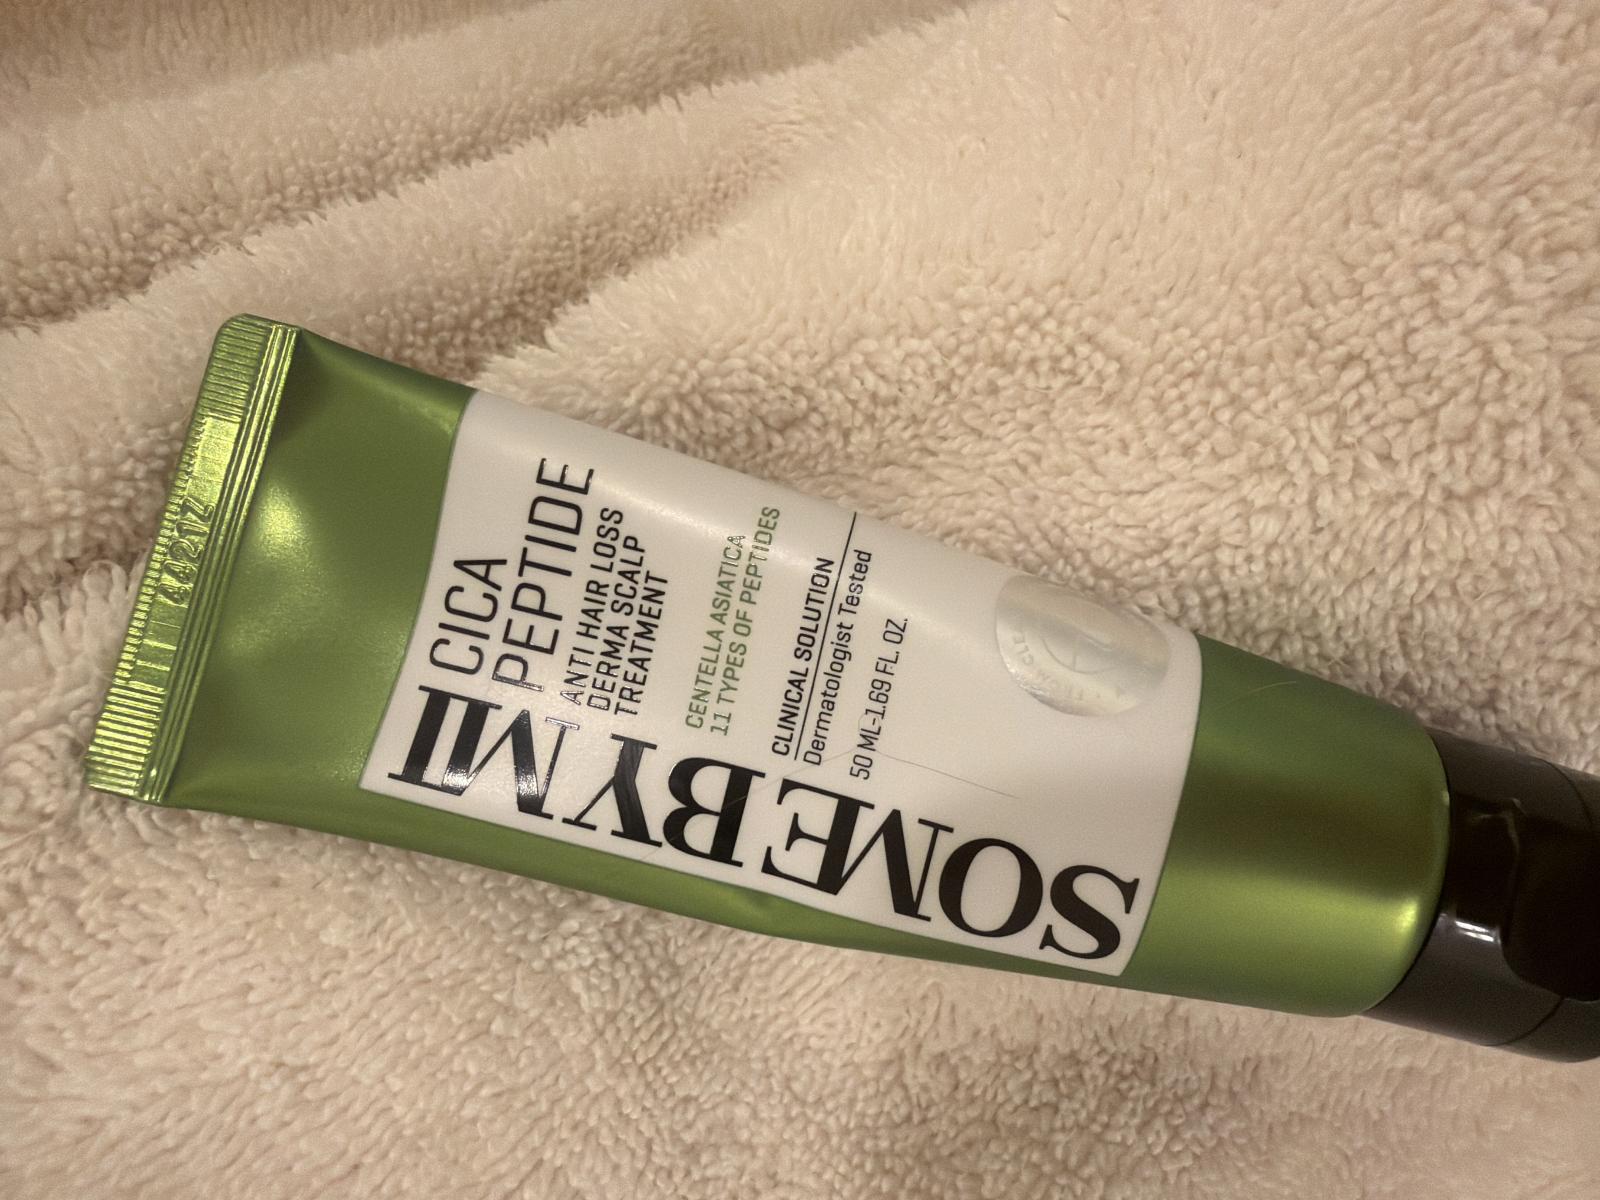 SOME BY MI
CICA
PEPTIDE
ANTI HAIR LOSS
DERMA SCALP
TREATMENT
CENTELLA ASIATICA
11 TYPES OF PEPTIDES
CLINICAL SOLUTION
Dermatologist Tested
50 ML-1.69 FL. OZ.